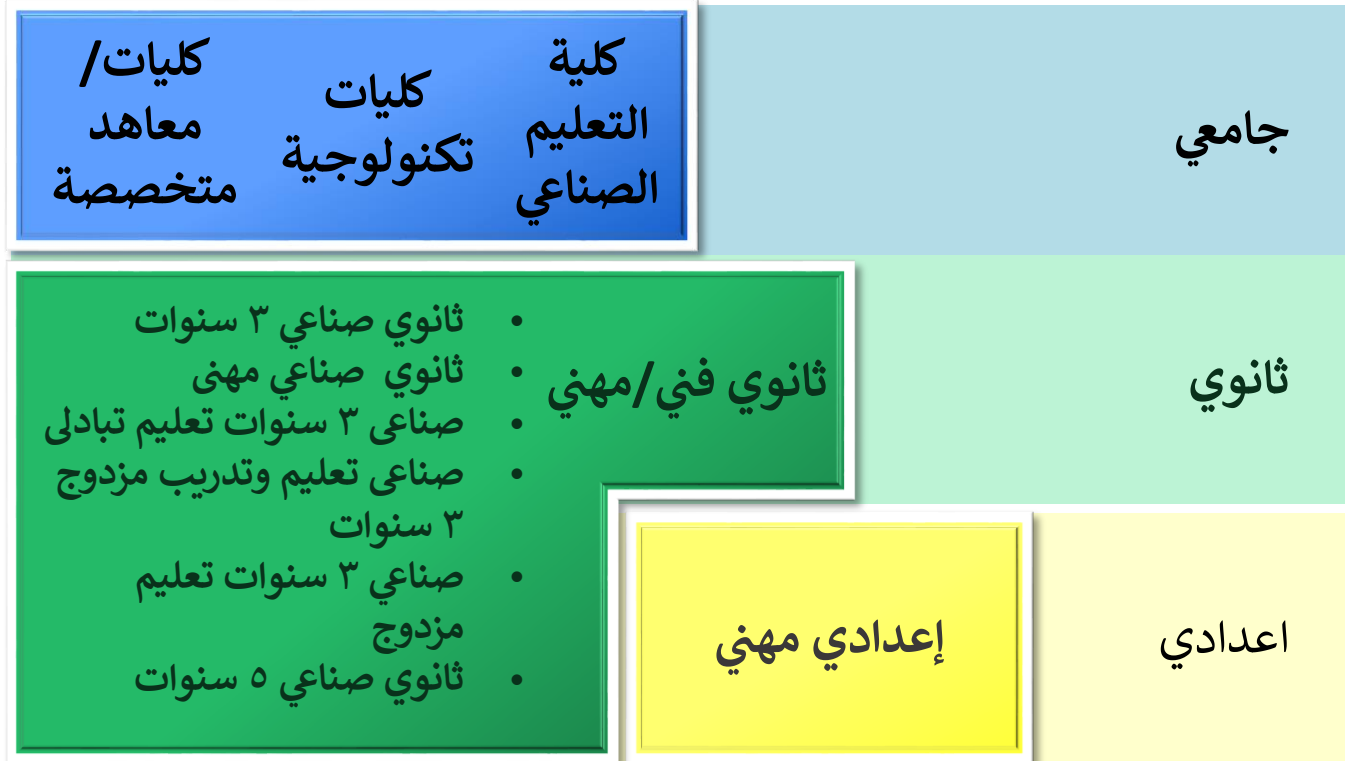 جامعي
كلية
التعليم
الصناعي
كليات
تكنولوجية
كليات/
معاهد
متخصصة
ثانوي
ثانوي فني/مهني
• ثانوي صناعي ٣ سنوات
• ثانوي صناعي مهنى
• صناعى ٣ سنوات تعليم تبادلى
• صناعى تعليم وتدريب مزدوج
٣ سنوات
• صناعي ٣ سنوات تعليم
مزدوج
• ثانوي صناعي ٥ سنوات
اعدادي
إعدادي مهني